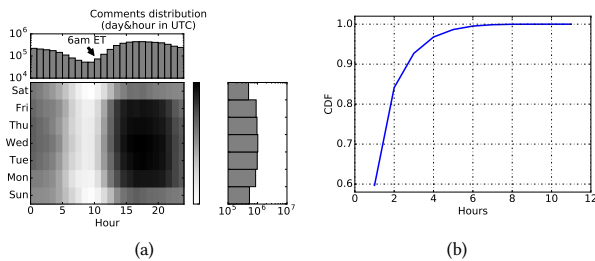 Comments distribution
(day&hour in UTC)
10^6
10^5
10^4
6am ET
Sat
Fri
Thu
Wed
Tue
Mon
Sun
0 5 10 15 20
Hour
10^5 10^6 10^7
(a)
1.0
0.9
0.8
0.7
0.6
CDF
0 2 4 6 8 10 12
Hours
(b)